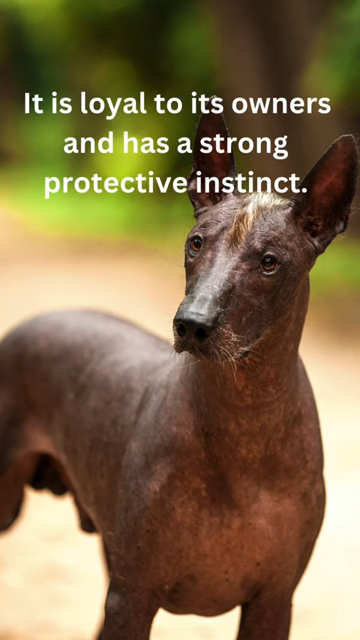 It is loyal to its owners
and has a strong
protective instinct.